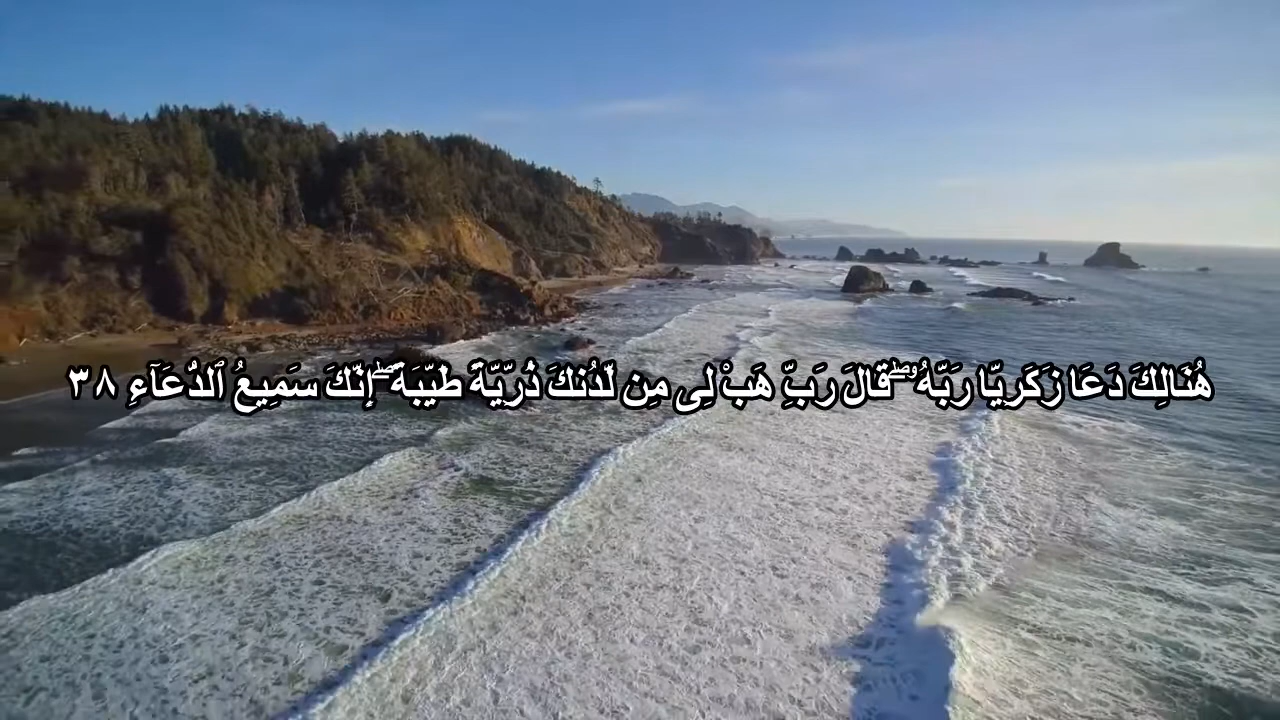 هُنَالِكَ دَعَا زَكَرِيَّا رَبَّهُۥۖ قَالَ رَبِّ هَبْ لِى مِن لَّدُنكَ ذُرِّيَّةً طَيِّبَةًۖ إِنَّكَ سَمِيعُ ٱلدُّعَآءِ ٣٨